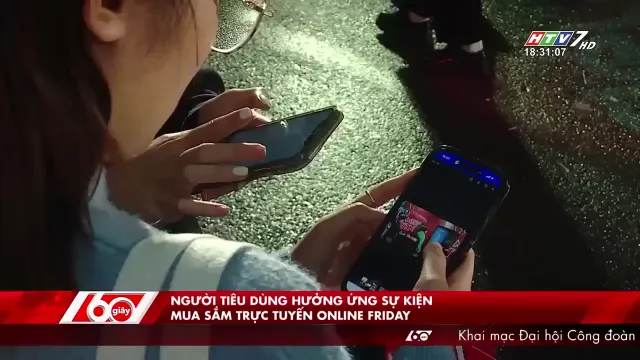 HTV7 HD
18:31:07
60 giây
NGƯỜI TIÊU DÙNG HƯỞNG ỨNG SỰ KIỆN
MUA SẮM TRỰC TUYẾN ONLINE FRIDAY
60 Khai mạc Đại hội Công đoàn